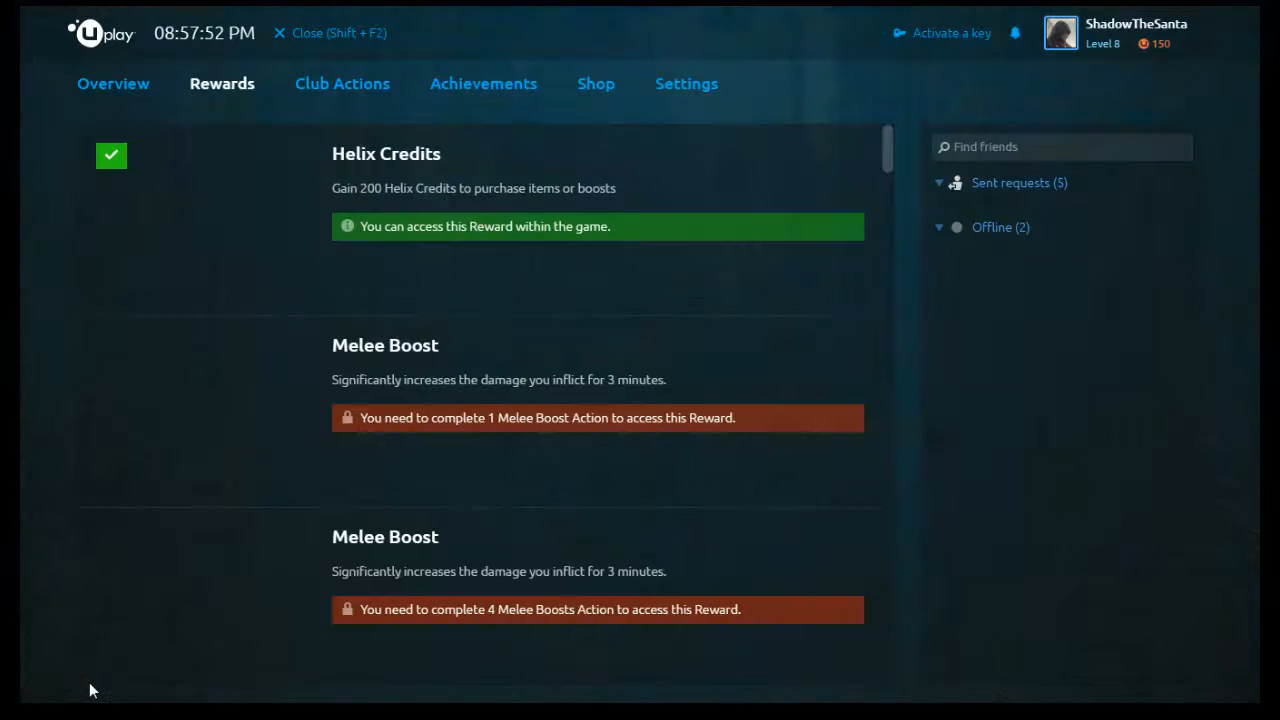 Uplay 08:57:52 PM Close (Shift + F2)
Activate a key
ShadowTheSanta
Level 8 150
Overview Rewards Club Actions Achievements Shop Settings
Helix Credits
Gain 200 Helix Credits to purchase items or boosts
You can access this Reward within the game.
Melee Boost
Significantly increases the damage you inflict for 3 minutes.
You need to complete 1 Melee Boost Action to access this Reward.
Melee Boost
Significantly increases the damage you inflict for 3 minutes.
You need to complete 4 Melee Boosts Action to access this Reward.
Find friends
Sent requests (5)
Offline (2)